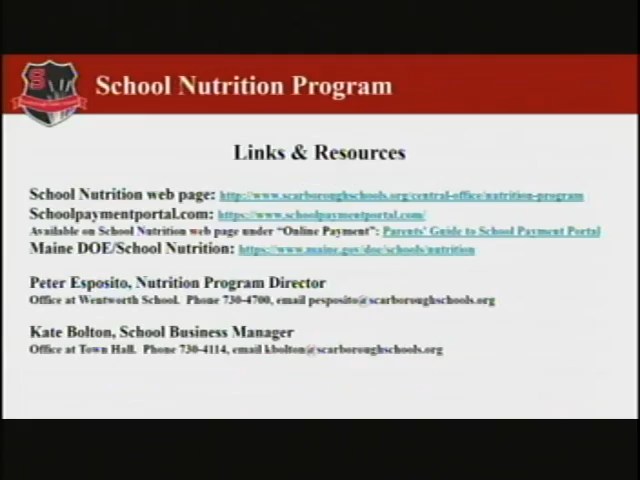 School Nutrition Program
Links & Resources
School Nutrition web page: http://www.scarboroughschools.org/central-office/nutrition-program
Schoolpaymentportal.com: https://www.schoolpaymentportal.com/
Available on School Nutrition web page under “Online Payment”: Parents' Guide to School Payment Portal
Maine DOE/School Nutrition: https://www.maine.gov/doe/schools/nutrition
Peter Esposito, Nutrition Program Director
Office at Wentworth School. Phone 730-4700, email pesposito@scarboroughschools.org
Kate Bolton, School Business Manager
Office at Town Hall. Phone 730-4114, email kbolton@scarboroughschools.org